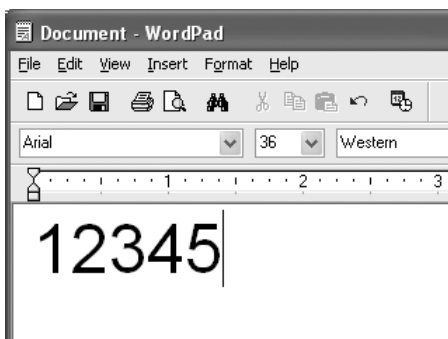 Document - WordPad
File Edit View Insert Format Help
Arial 36 Western
1 2 3
12345